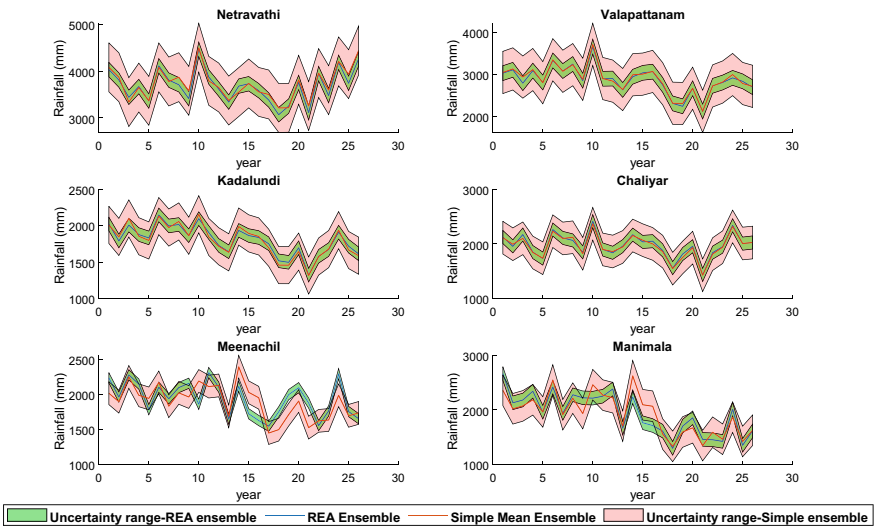 Netravathi
Valapattanam
5000
4000
3000
Rainfall (mm)
0 5 10 15 20 25 30
year
4000
3000
2000
Rainfall (mm)
0 5 10 15 20 25 30
year
Kadalundi
Chaliyar
2500
2000
1500
1000
Rainfall (mm)
0 5 10 15 20 25 30
year
3000
2000
1000
Rainfall (mm)
0 5 10 15 20 25 30
year
Meenachil
Manimala
2500
2000
1500
1000
Rainfall (mm)
0 5 10 15 20 25 30
year
3000
2000
1000
Rainfall (mm)
0 5 10 15 20 25 30
year
Uncertainty range-REA ensemble REA Ensemble Simple Mean Ensemble Uncertainty range-Simple ensemble